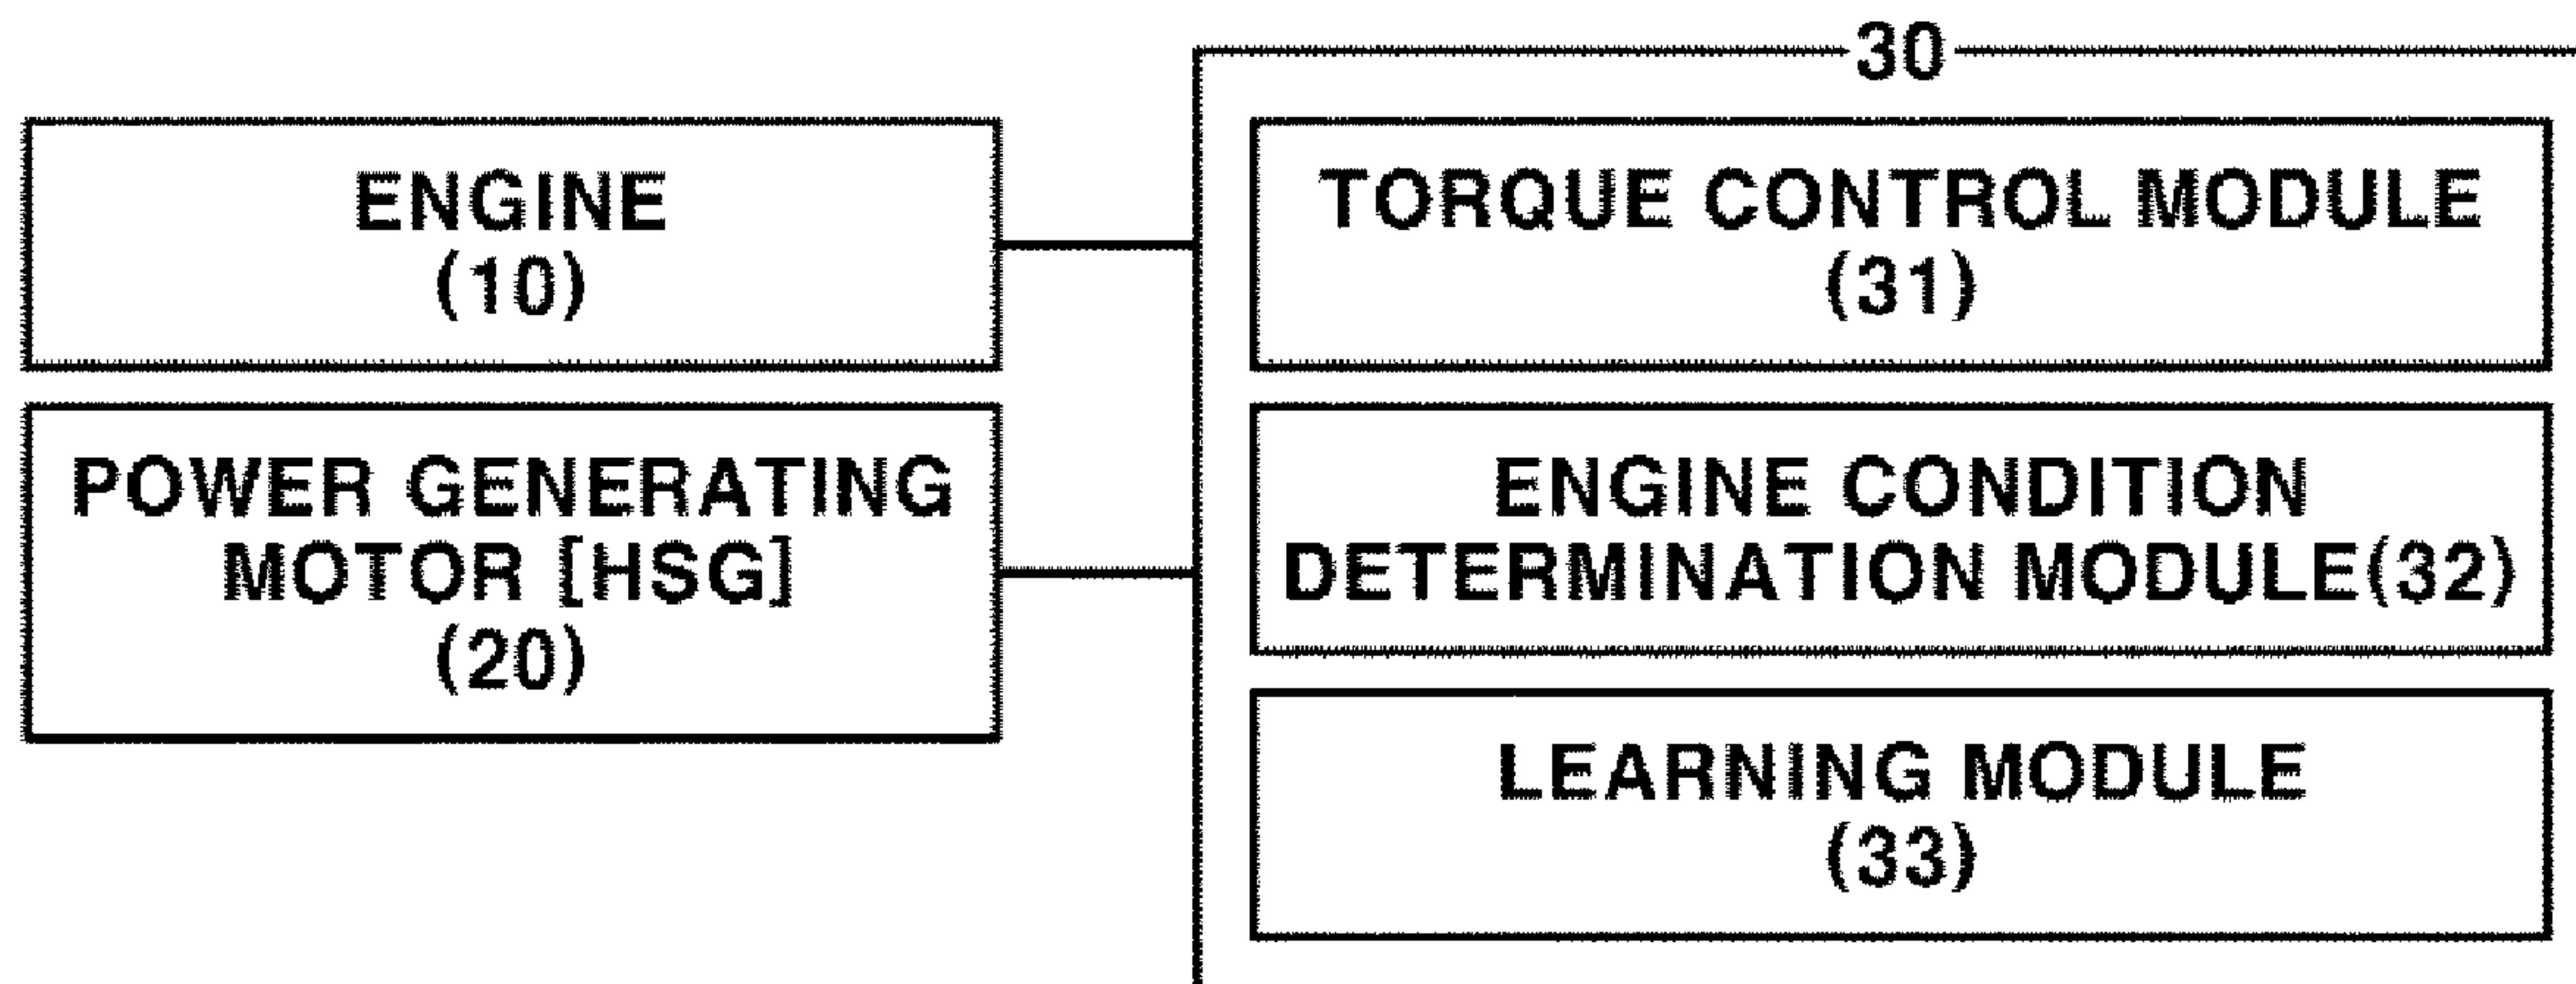 30
ENGINE
(10)
POWER GENERATING
MOTOR [HSG]
(20)
TORQUE CONTROL MODULE
(31)
ENGINE CONDITION
DETERMINATION MODULE(32)
LEARNING MODULE
(33)